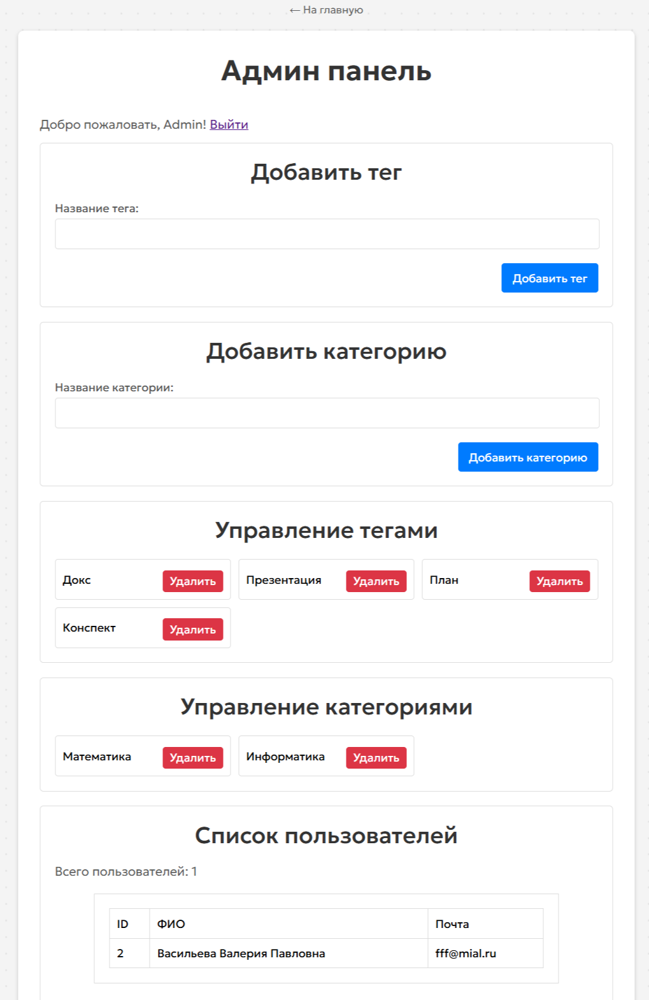 ← На главную
Админ панель
Добро пожаловать, Admin! Выйти
Добавить тег
Название тега:
Добавить тег
Добавить категорию
Название категории:
Добавить категорию
Управление тегами
Докс Удалить Презентация Удалить План Удалить
Конспект Удалить
Управление категориями
Математика Удалить Информатика Удалить
Список пользователей
Всего пользователей: 1
ID ФИО Почта
2 Васильева Валерия Павловна fff@mial.ru